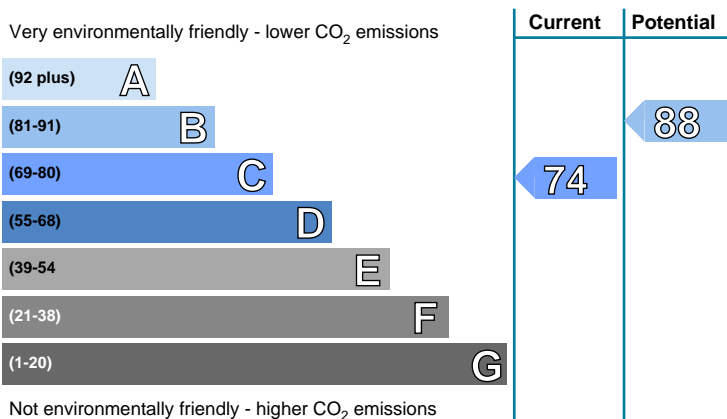 Current Potential
Very environmentally friendly - lower CO2 emissions
(92 plus) A
(81-91) B
88
(69-80) C
74
(55-68) D
(39-54 E
(21-38) F
(1-20) G
Not environmentally friendly - higher CO2 emissions